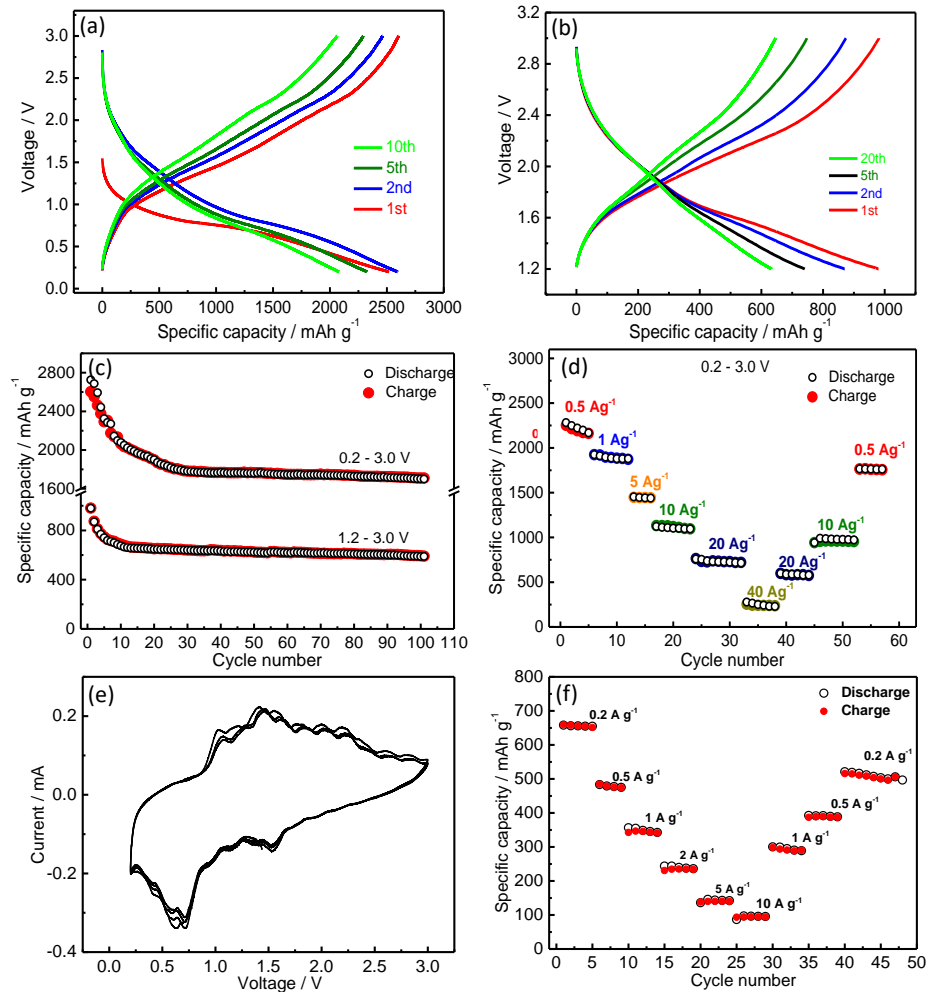 (a)
3.0
2.5
2.0
1.5
1.0
0.5
0.0
Voltage / V
10th
5th
2nd
1st
0 500 1000 1500 2000 2500 3000
Specific capacity / mAh g-1
(b)
3.2
2.8
2.4
2.0
1.6
1.2
Voltage / V
20th
5th
2nd
1st
0 200 400 600 800 1000
Specific capacity / mAh g-1
(c)
2800
2400
2000
1600
800
400
0
Specific capacity / mAh g-1
Discharge
Charge
0.2 - 3.0 V
1.2 - 3.0 V
0 10 20 30 40 50 60 70 80 90 100 110
Cycle number
(d)
3000
2500
2000
1500
1000
500
0
Specific capacity / mAh g-1
0.2 - 3.0 V
Discharge
Charge
0
0.5 Ag-1
1 Ag-1
5 Ag-1
10 Ag-1
20 Ag-1
40 Ag-1
20 Ag-1
10 Ag-1
0.5 Ag-1
0 10 20 30 40 50 60
Cycle number
(e)
0.2
0.0
-0.2
-0.4
Current / mA
0.0 0.5 1.0 1.5 2.0 2.5 3.0
Voltage / V
(f)
700
600
500
400
300
200
100
0
Specific capacity / mAh g-1
Discharge
Charge
0.2 A g-1
0.5 A g-1
1 A g-1
2 A g-1
5 A g-1
10 A g-1
1 A g-1
0.5 A g-1
0.2 A g-1
0 5 10 15 20 25 30 35 40 45 50
Cycle number